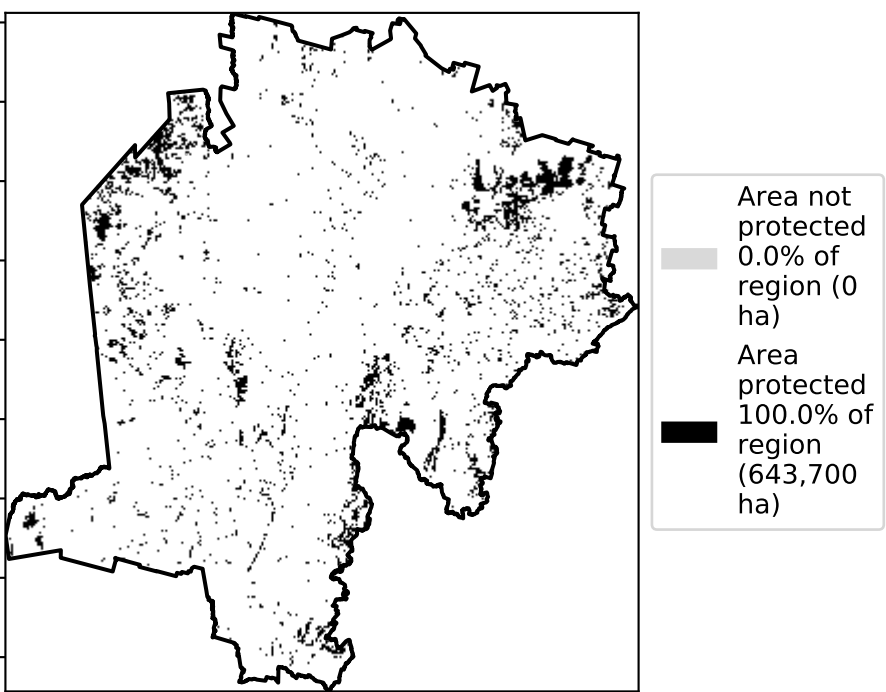 Area not
protected
0.0% of
region (0
ha)
Area
protected
100.0% of
region
(643,700
ha)